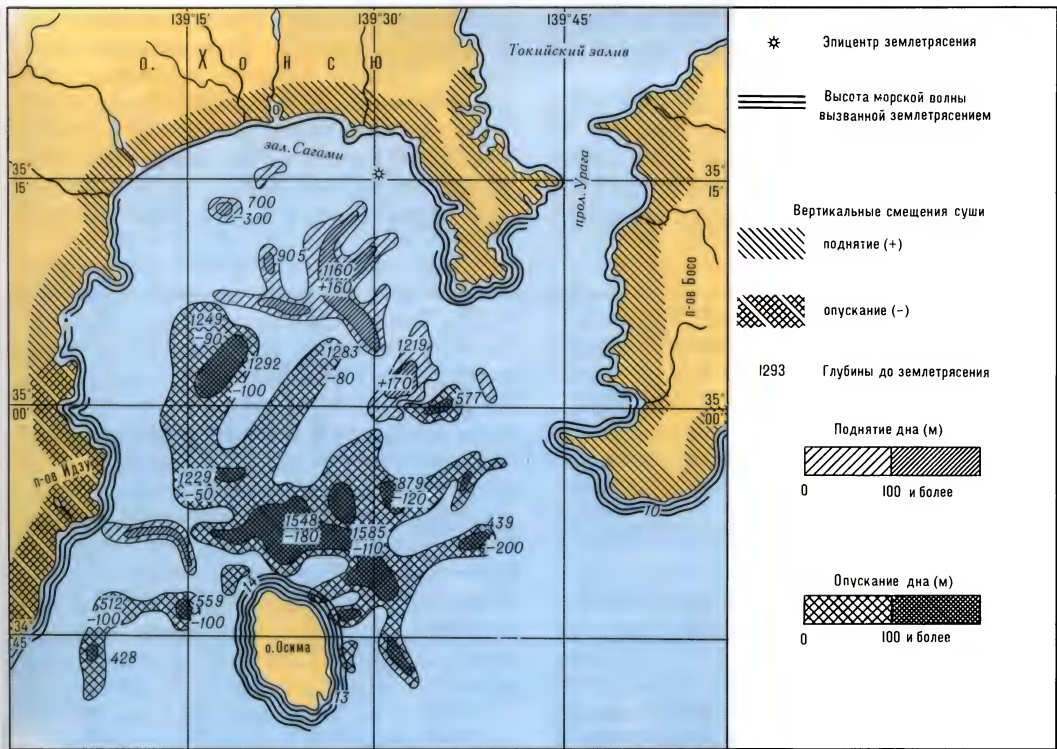 139°15'
139°30'
139°45'
о. Хонсю
Токийский залив
0
зал. Сагами
прол. Урага
35°
15'
35°
15'
700
-300
905
1160
+160
п-ов Босо
1249
-90
1292
-100
1283
-80
1219
+170
577
35°
00'
35°
00'
п-ов Идзу
1229
-50
879
-120
1548
-180
1585
-110
439
-200
10
14
512
-100
559
-100
34°
45'
428
о. Осима
13
Эпицентр землетрясения
Высота морской волны
вызванной землетрясением
Вертикальные смещения суши
поднятие (+)
опускание (-)
1293 Глубины до землетрясения
Поднятие дна (м)
0 100 и более
Опускание дна (м)
0 100 и более